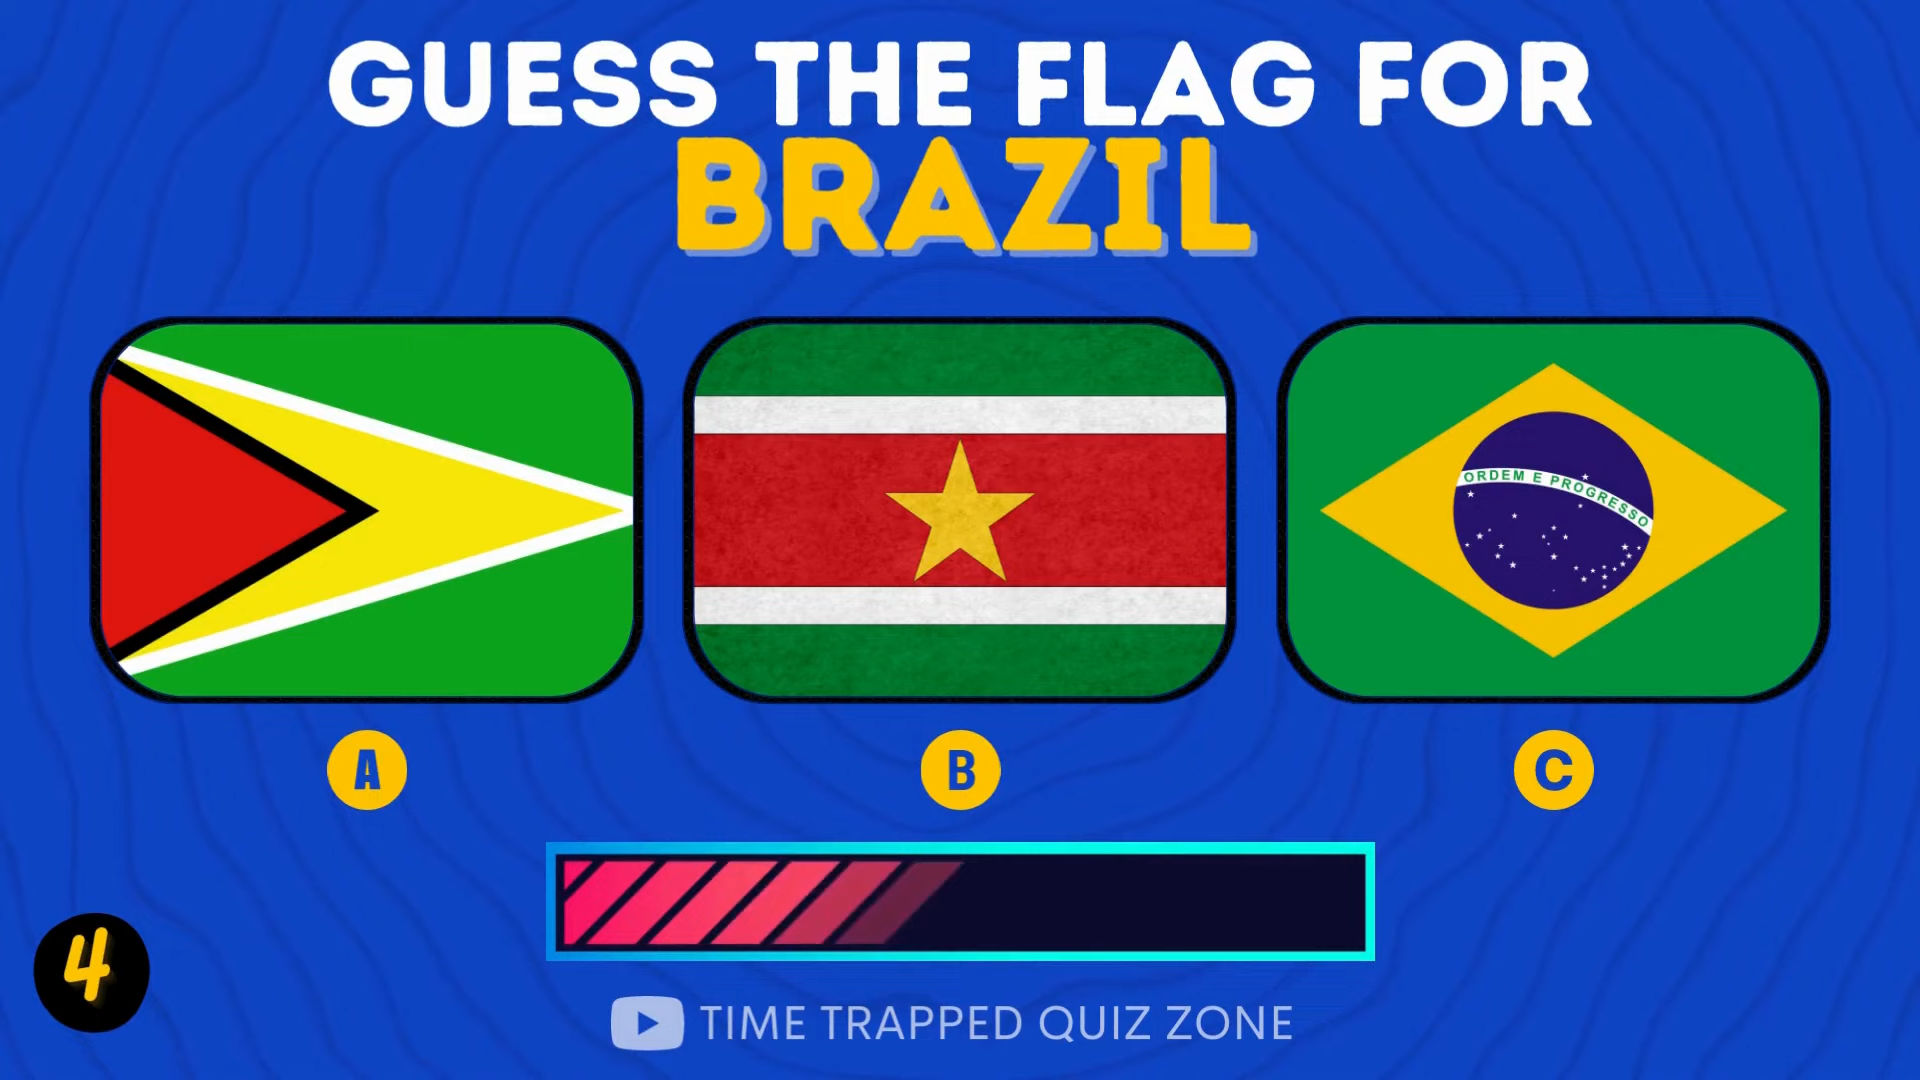 GUESS THE FLAG FOR
BRAZIL
ORDEM E PROGRESSO
A
B
C
4
TIME TRAPPED QUIZ ZONE